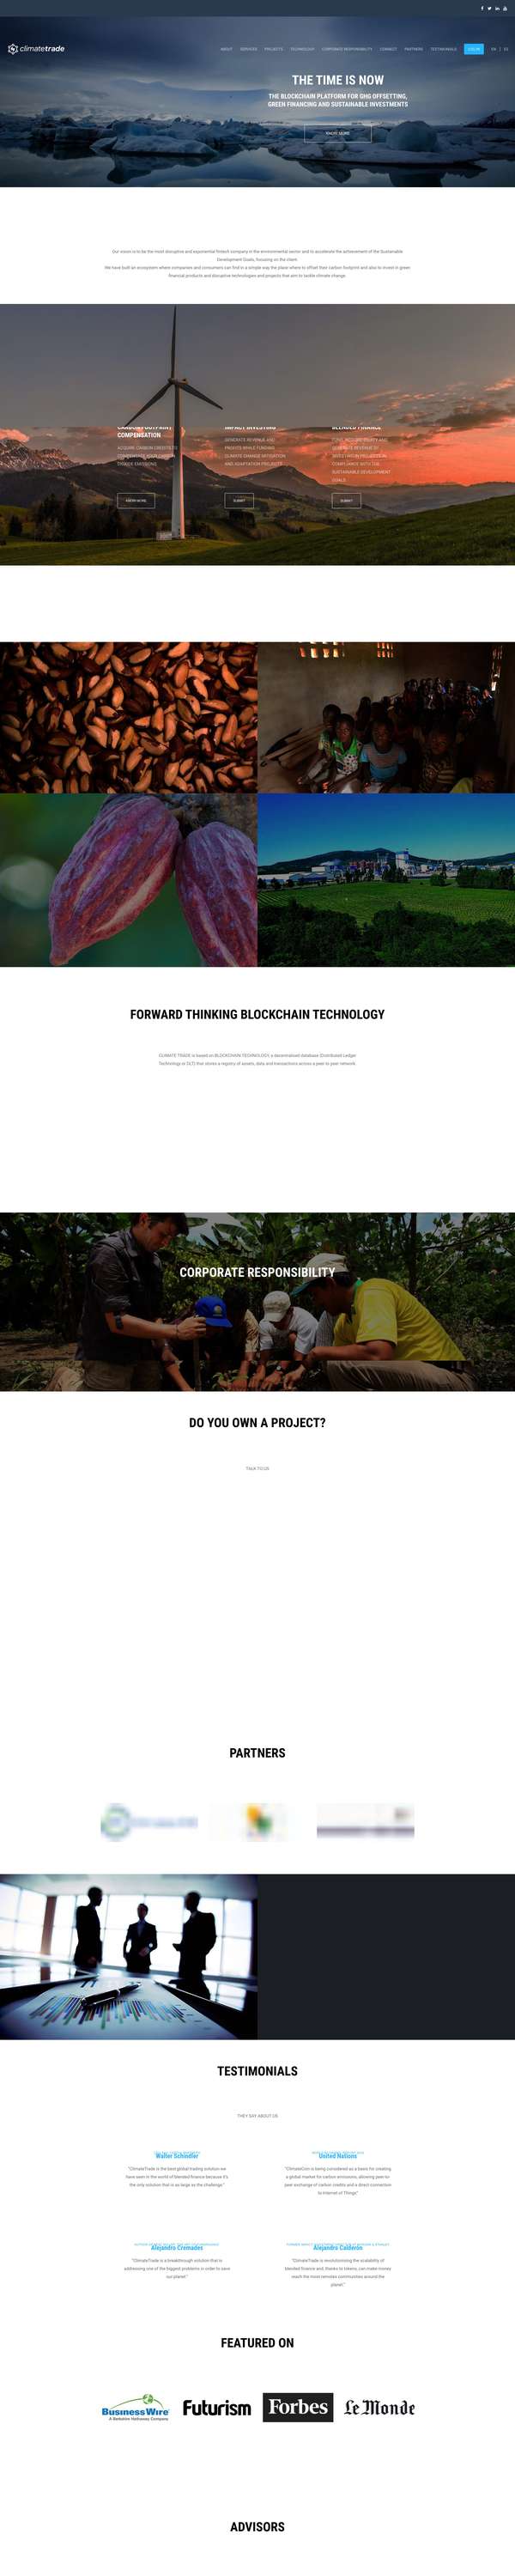 climatetrade
ABOUT SERVICES PROJECTS TECHNOLOGY CORPORATE RESPONSIBILITY CONNECT PARTNERS TESTIMONIALS LOG IN EN | ES
THE TIME IS NOW
THE BLOCKCHAIN PLATFORM FOR GHG OFFSETTING,
GREEN FINANCING AND SUSTAINABLE INVESTMENTS
KNOW MORE
Our vision is to be the most disruptive and exponential fintech company in the environmental sector and to accelerate the achievement of the Sustainable
Development Goals, focusing on the client.
We have built an ecosystem where companies and consumers can find in a simple way the place where to offset their carbon footprint and also to invest in green
financial products and disruptive technologies and projects that aim to tackle climate change.
CARBON FOOTPRINT
COMPENSATION
ACQUIRE CARBON CREDITS TO
COMPENSATE YOUR CARBON
DIOXIDE EMISSIONS.
KNOW MORE
IMPACT INVESTING
GENERATE REVENUE AND
PROFITS WHILE FUNDING
CLIMATE CHANGE MITIGATION
AND ADAPTATION PROJECTS
SUBMIT
BLENDED FINANCE
GENERATE REVENUE BY
COMPLIANCE WITH THE
SUSTAINABLE DEVELOPMENT
GOALS.
SUBMIT
FORWARD THINKING BLOCKCHAIN TECHNOLOGY
CLIMATE TRADE is based on BLOCKCHAIN TECHNOLOGY, a decentralised database (Distributed Ledger
Technology or DLT) that stores a registry of assets, data and transactions across a peer-to-peer network.
CORPORATE RESPONSIBILITY
DO YOU OWN A PROJECT?
TALK TO US
PARTNERS
TESTIMONIALS
THEY SAY ABOUT US
Walter Schindler
"ClimateTrade is the best global trading solution we
have seen in the world of blended finance because it's
the only solution that is as large as the challenge"
United Nations
"ClimateCoin is being considered as a basis for creating
a global market for carbon emissions, allowing peer-to-
peer exchange of carbon credits and a direct connection
to Internet of Things"
Alejandro Cremades
"ClimateTrade is a breakthrough solution that is
addressing one of the biggest problems in order to save
our planet"
Alejandro Calderón
"ClimateTrade is revolutionising the scalability of
blended finance and, thanks to tokens, can make money
reach the most remotes communities around the
planet"
FEATURED ON
BusinessWire
A Berkshire Hathaway Company
Futurism
Forbes
Le Monde
ADVISORS